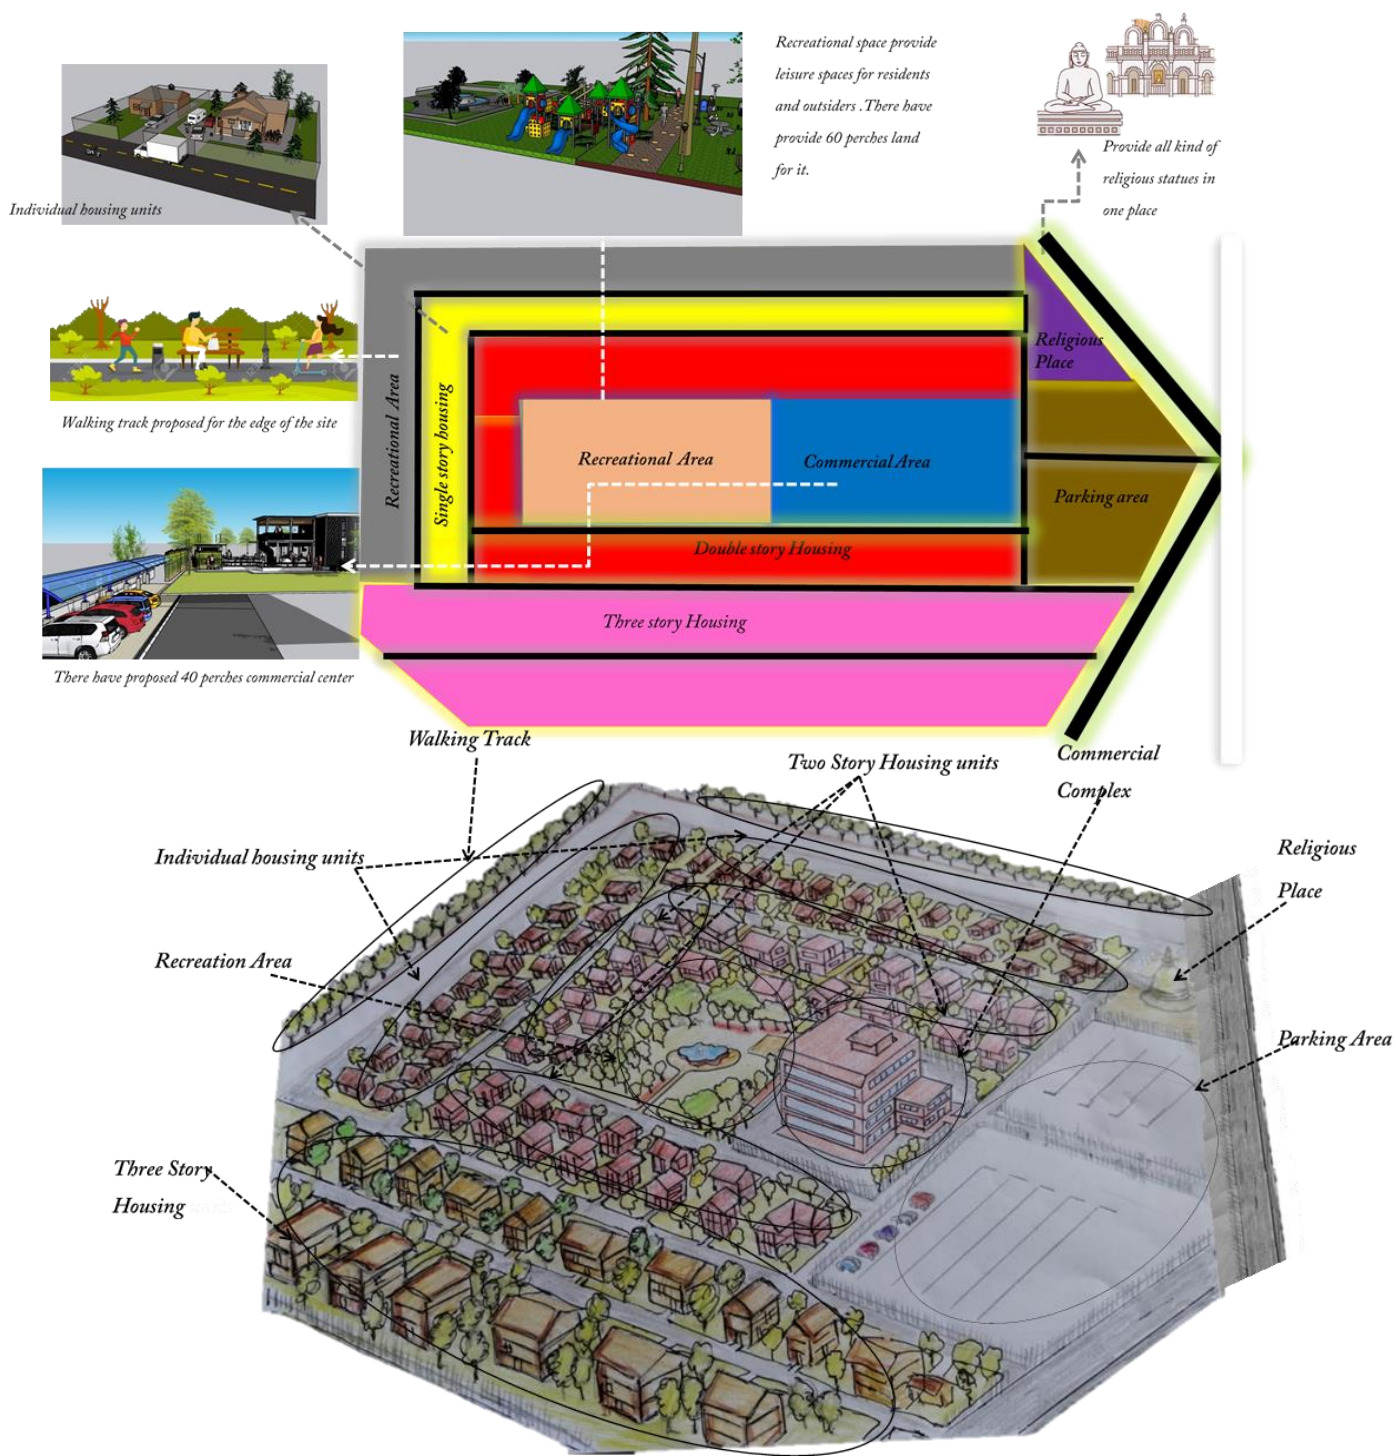 Recreational space provide
leisure spaces for residents
and outsiders .There have
provide 60 perches land
for it.
Provide all kind of
religious statues in
one place
Individual housing units
Walking track proposed for the edge of the site
There have proposed 40 perches commercial center
Recreational Area
Single story housing
Recreational Area
Commercial Area
Religious
Place
Parking area
Double story Housing
Three story Housing
Walking Track
Two Story Housing units
Commercial
Complex
Individual housing units
Religious
Place
Recreation Area
Parking Area
Three Story
Housing